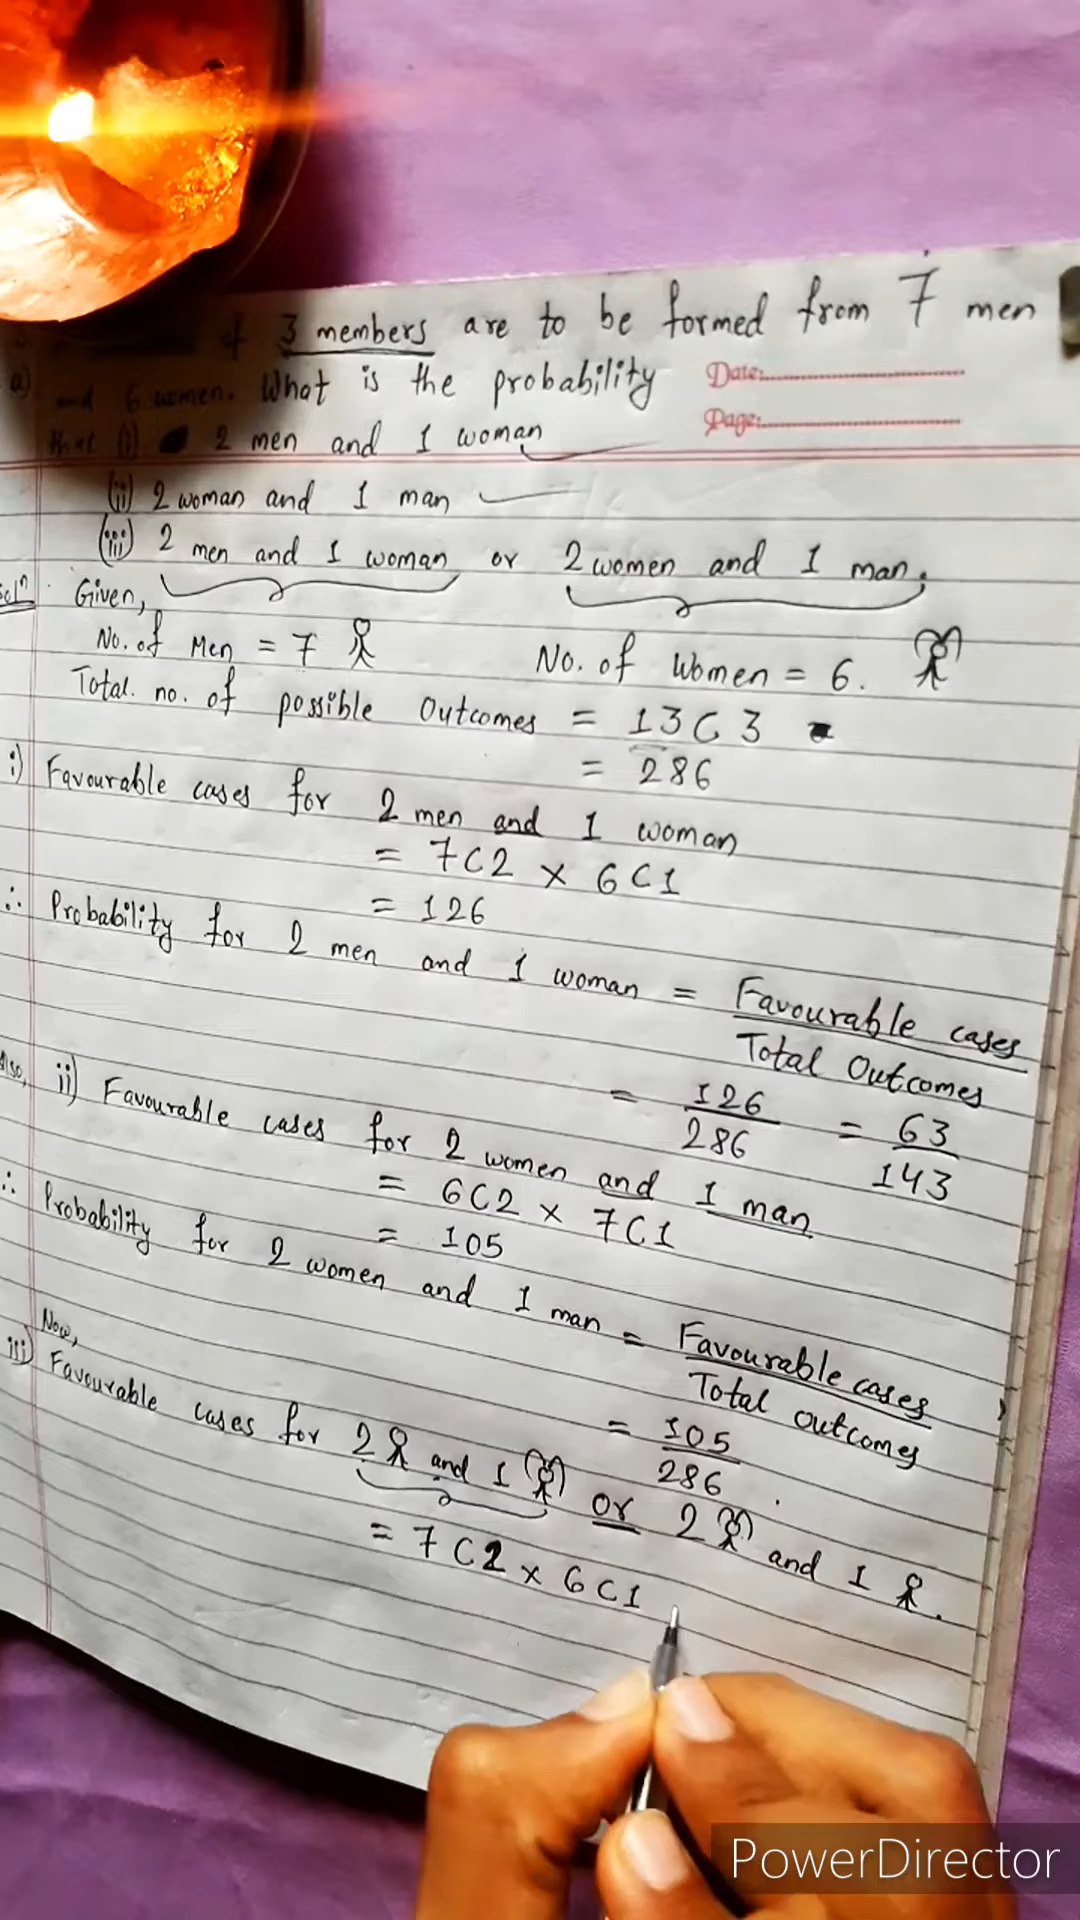 of 3 members are to be formed from 7 men
a) and 6 women. What is the probability
Date:
Page:
that (i) 2 men and 1 woman
(ii) 2 woman and 1 man
(iii) 2 men and 1 woman or 2 women and 1 man.
Solⁿ Given,
No. of Men = 7 No. of Women = 6.
Total. no. of possible Outcomes = 13C3
= 286
i) Favourable cases for 2 men and 1 woman
= 7C2 × 6C1
= 126
∴ Probability for 2 men and 1 woman = Favourable cases
Total Outcomes
= 126/286 = 63/143
Also, ii) Favourable cases for 2 women and 1 man
= 6C2 × 7C1
= 105
∴ Probability for 2 women and 1 man = Favourable cases
Total outcomes
= 105/286 .
Now,
iii) Favourable cases for 2 and 1 or 2 and 1 .
= 7C2 × 6C1
PowerDirector